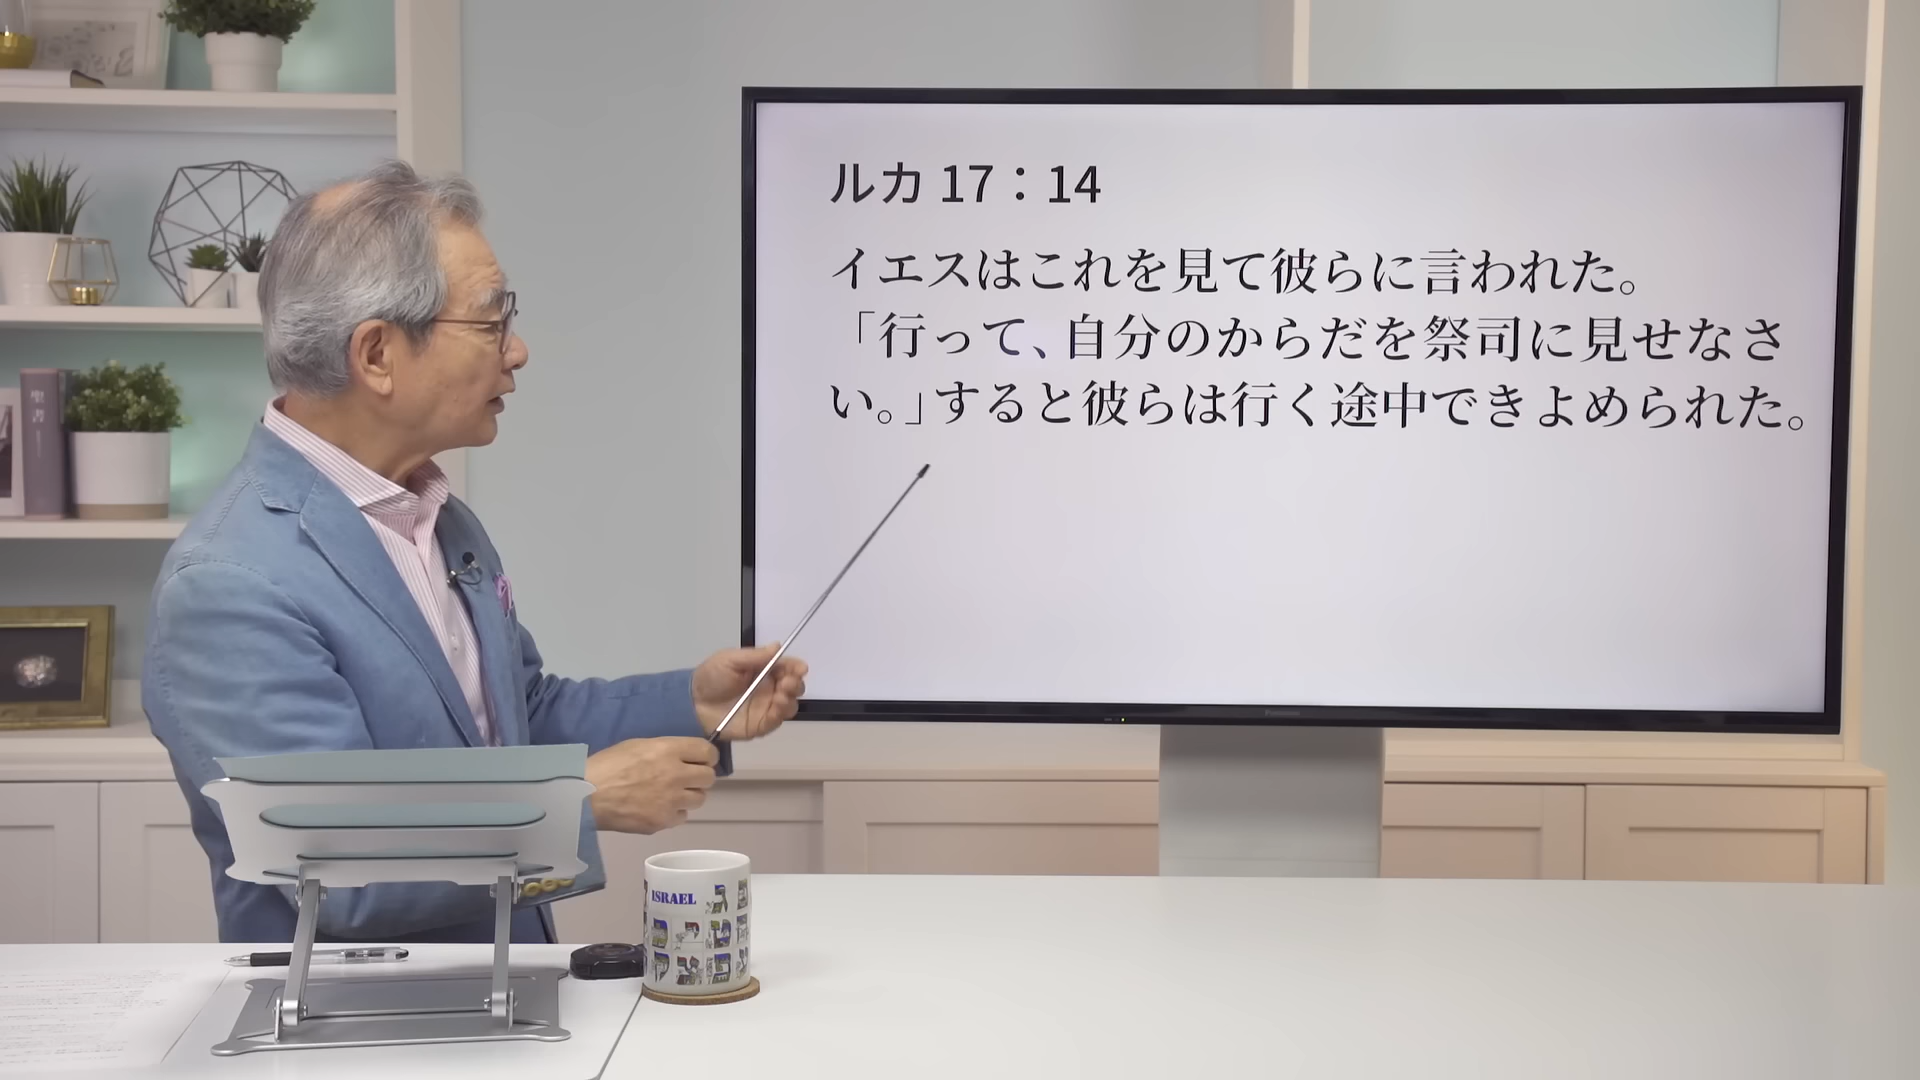 ルカ 17：14
イエスはこれを見て彼らに言われた。
「行って、自分のからだを祭司に見せなさ
い。」すると彼らは行く途中できよめられた。
聖書
ISRAEL